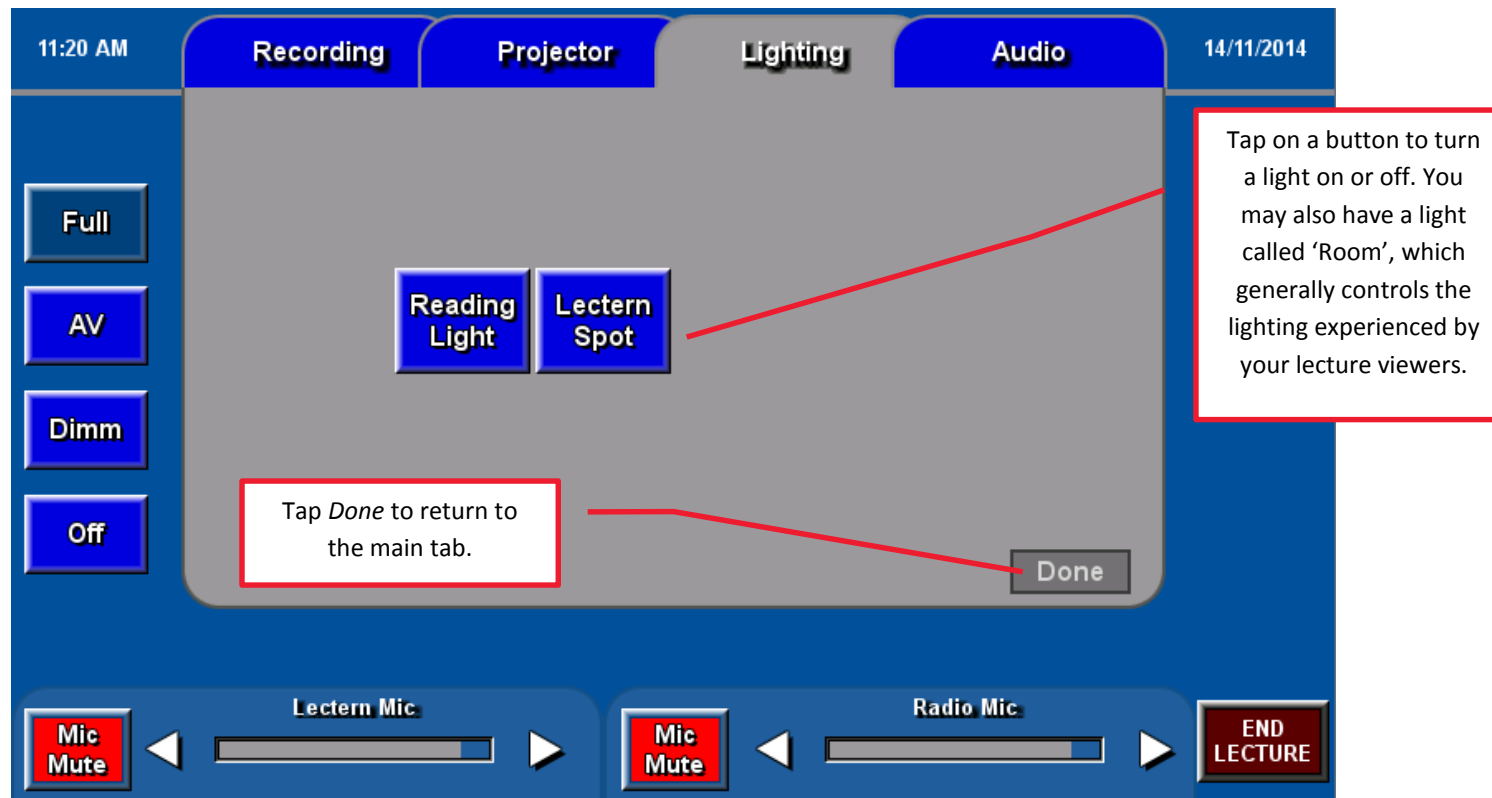 11:20 AM
Recording
Projector
Lighting
Audio
14/11/2014
Tap on a button to turn
a light on or off. You
may also have a light
called ‘Room’, which
generally controls the
lighting experienced by
your lecture viewers.
Full
AV
Dimm
Off
Reading
Light
Lectern
Spot
Tap Done to return to
the main tab.
Done
Lectern Mic
Mic
Mute
Radio Mic
Mic
Mute
END
LECTURE